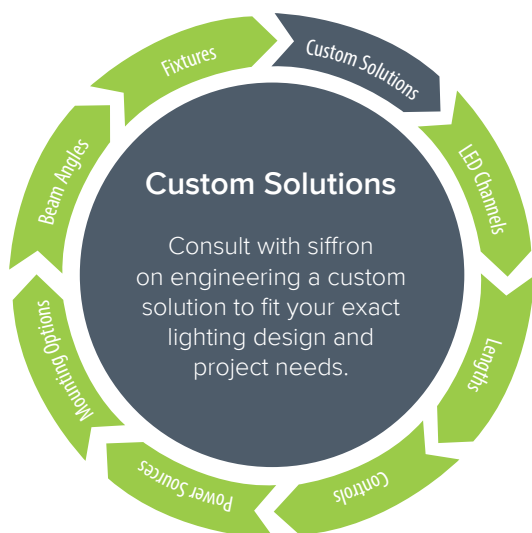 Fixtures
Custom Solutions
LED Channels
Lengths
Controls
Power Sources
Mounting Options
Beam Angles
Custom Solutions
Consult with siffron
on engineering a custom
solution to fit your exact
lighting design and
project needs.